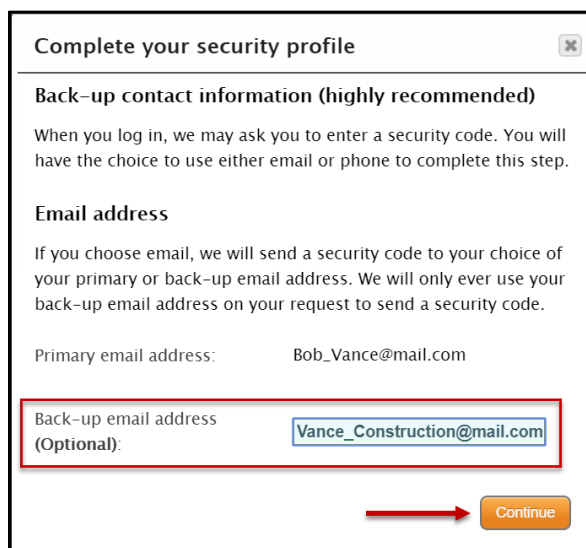 Complete your security profile
Back-up contact information (highly recommended)
When you log in, we may ask you to enter a security code. You will
have the choice to use either email or phone to complete this step.
Email address
If you choose email, we will send a security code to your choice of
your primary or back-up email address. We will only ever use your
back-up email address on your request to send a security code.
Primary email address: Bob_Vance@mail.com
Back-up email address
(Optional): Vance_Construction@mail.com
Continue